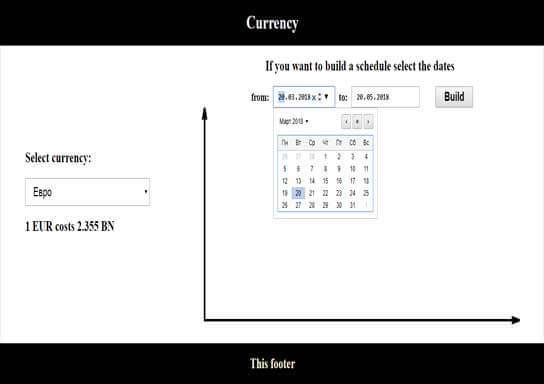 Currency
If you want to build a schedule select the dates
from: 20.03.2018 x to: 20.05.2018 Build
Март 2018
Пн Вт Ср Чт Пт Сб Вс
26 27 28 1 2 3 4
5 6 7 8 9 10 11
12 13 14 15 16 17 18
19 20 21 22 23 24 25
26 27 28 29 30 31 1
Select currency:
Евро
1 EUR costs 2.355 BN
This footer